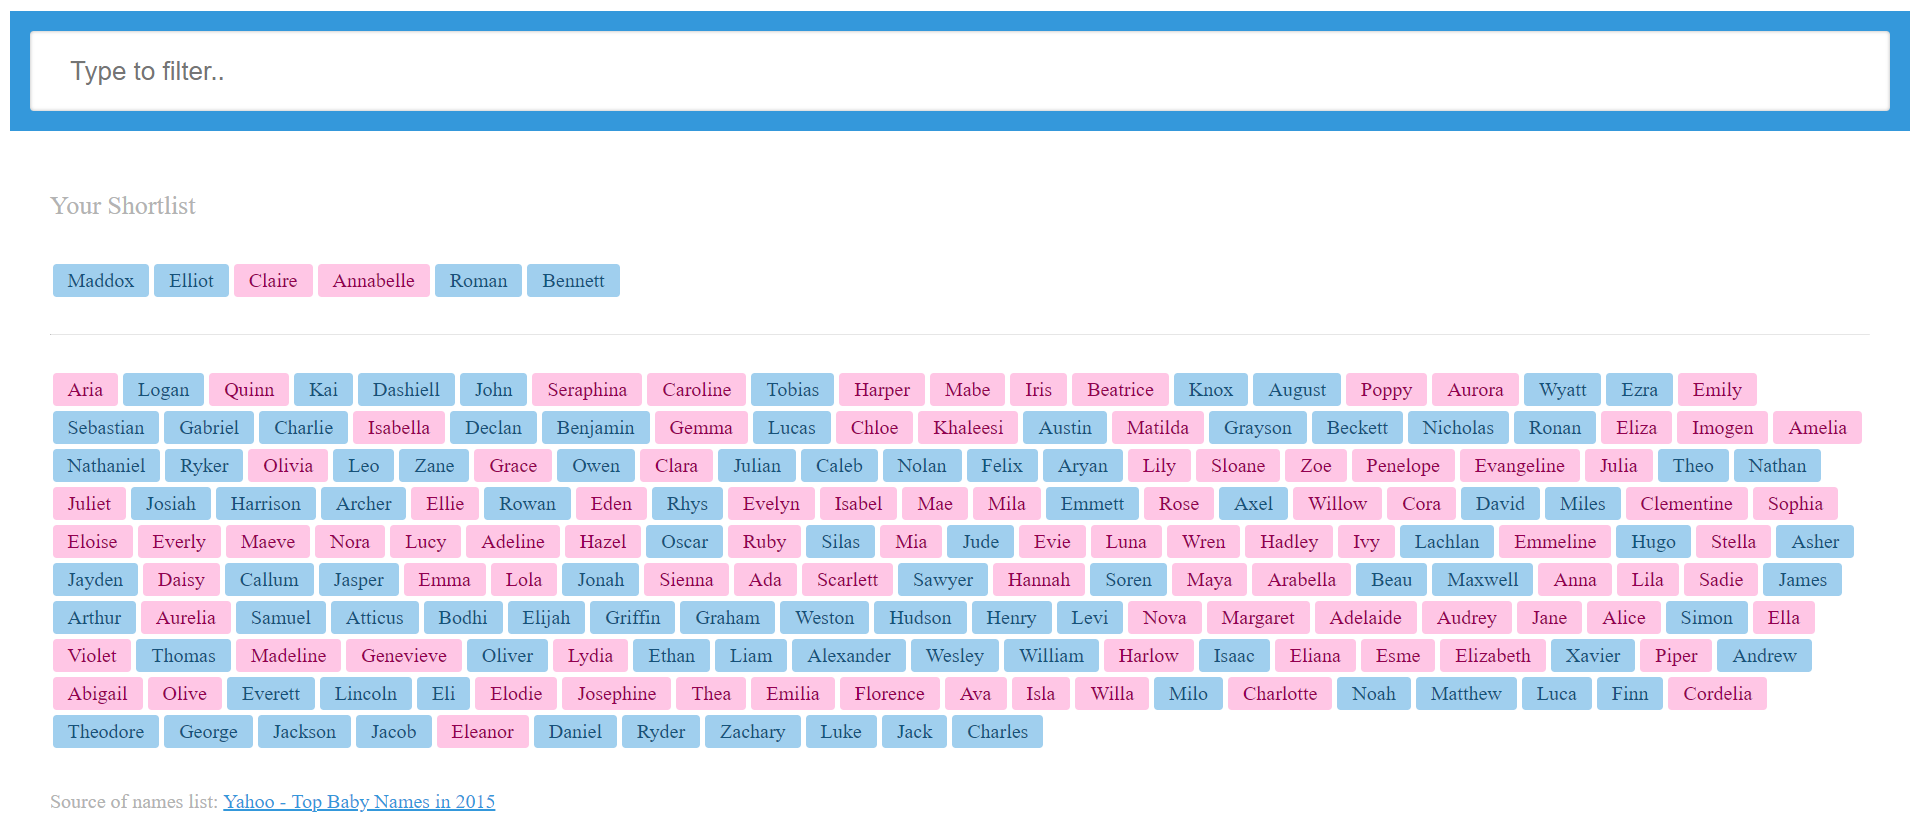 Type to filter..
Your Shortlist
Maddox Elliot Claire Annabelle Roman Bennett
Aria Logan Quinn Kai Dashiell John Seraphina Caroline Tobias Harper Mabe Iris Beatrice Knox August Poppy Aurora Wyatt Ezra Emily
Sebastian Gabriel Charlie Isabella Declan Benjamin Gemma Lucas Chloe Khaleesi Austin Matilda Grayson Beckett Nicholas Ronan Eliza Imogen Amelia
Nathaniel Ryker Olivia Leo Zane Grace Owen Clara Julian Caleb Nolan Felix Aryan Lily Sloane Zoe Penelope Evangeline Julia Theo Nathan
Juliet Josiah Harrison Archer Ellie Rowan Eden Rhys Evelyn Isabel Mae Mila Emmett Rose Axel Willow Cora David Miles Clementine Sophia
Eloise Everly Maeve Nora Lucy Adeline Hazel Oscar Ruby Silas Mia Jude Evie Luna Wren Hadley Ivy Lachlan Emmeline Hugo Stella Asher
Jayden Daisy Callum Jasper Emma Lola Jonah Sienna Ada Scarlett Sawyer Hannah Soren Maya Arabella Beau Maxwell Anna Lila Sadie James
Arthur Aurelia Samuel Atticus Bodhi Elijah Griffin Graham Weston Hudson Henry Levi Nova Margaret Adelaide Audrey Jane Alice Simon Ella
Violet Thomas Madeline Genevieve Oliver Lydia Ethan Liam Alexander Wesley William Harlow Isaac Eliana Esme Elizabeth Xavier Piper Andrew
Abigail Olive Everett Lincoln Eli Elodie Josephine Thea Emilia Florence Ava Isla Willa Milo Charlotte Noah Matthew Luca Finn Cordelia
Theodore George Jackson Jacob Eleanor Daniel Ryder Zachary Luke Jack Charles
Source of names list: Yahoo - Top Baby Names in 2015